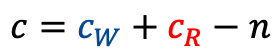 c = c_W + c_R − n